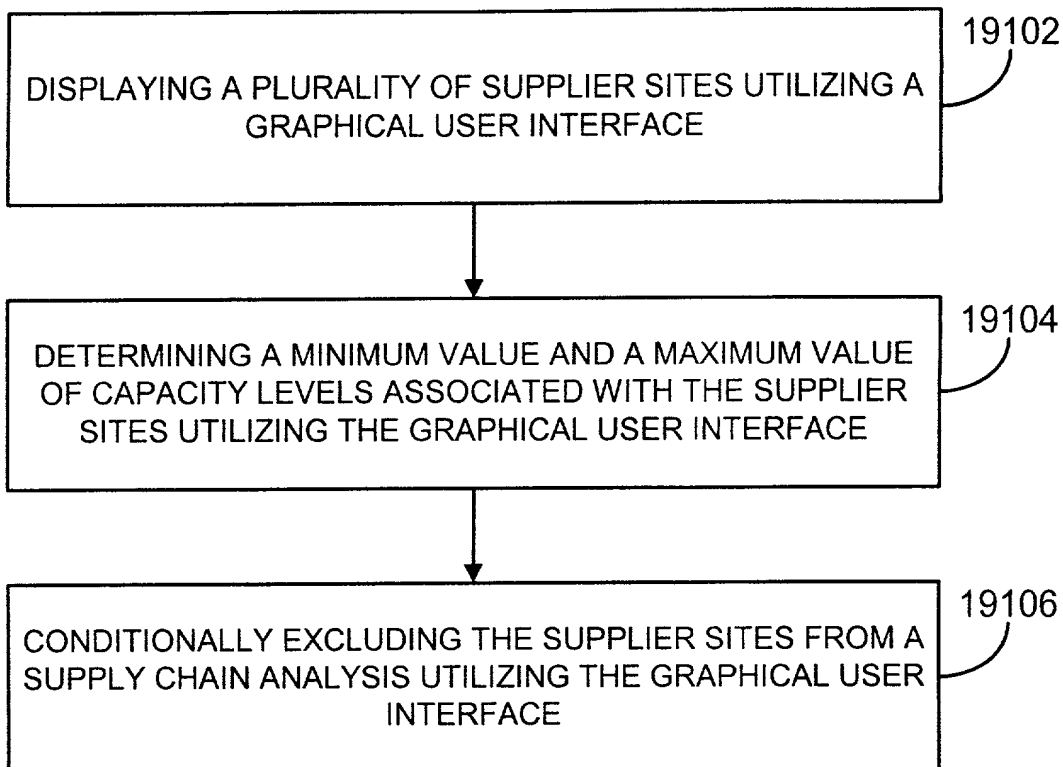 19102
DISPLAYING A PLURALITY OF SUPPLIER SITES UTILIZING A
GRAPHICAL USER INTERFACE
19104
DETERMINING A MINIMUM VALUE AND A MAXIMUM VALUE
OF CAPACITY LEVELS ASSOCIATED WITH THE SUPPLIER
SITES UTILIZING THE GRAPHICAL USER INTERFACE
19106
CONDITIONALLY EXCLUDING THE SUPPLIER SITES FROM A
SUPPLY CHAIN ANALYSIS UTILIZING THE GRAPHICAL USER
INTERFACE